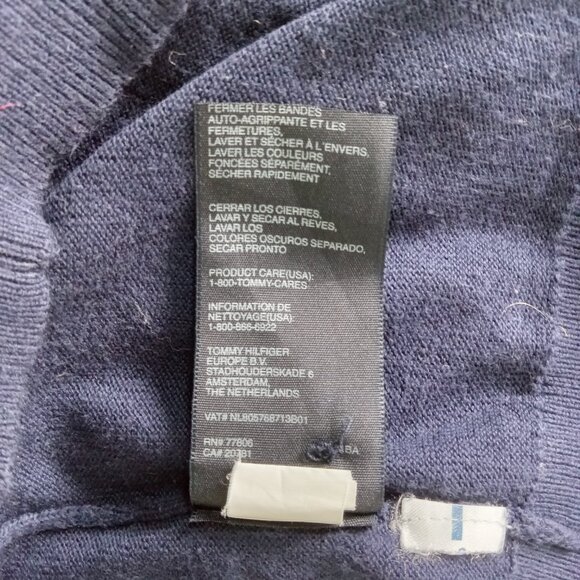 FERMER LES BANDES
AUTO-AGRIPPANTE ET LES
FERMETURES,
LAVER ET SÉCHER À L'ENVERS.
LAVER LES COULEURS
FONCÉES SÉPARÉMENT,
SÉCHER RAPIDEMENT
CERRAR LOS CIERRES,
LAVAR Y SECAR AL REVES,
LAVAR LOS
COLORES OSCUROS SEPARADO,
SECAR PRONTO
PRODUCT CARE(USA):
1-800-TOMMY-CARES
INFORMATION DE
NETTOYAGE(USA):
1-800-866-6922
TOMMY HILFIGER
EUROPE B.V.
STADHOUDERSKADE 6
AMSTERDAM,
THE NETHERLANDS
VAT# NL805768713B01
RN# 77806
CA# 20781